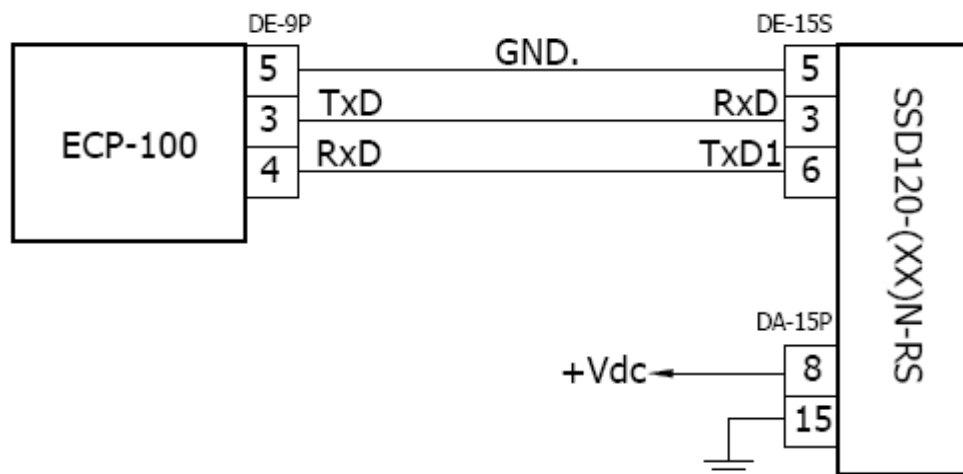 DE-9P
DE-15S
GND.
5
5
TxD
RxD
3
3
ECP-100
RxD
TxD1
4
6
SSD120-(XX)N-RS
DA-15P
+Vdc
8
15